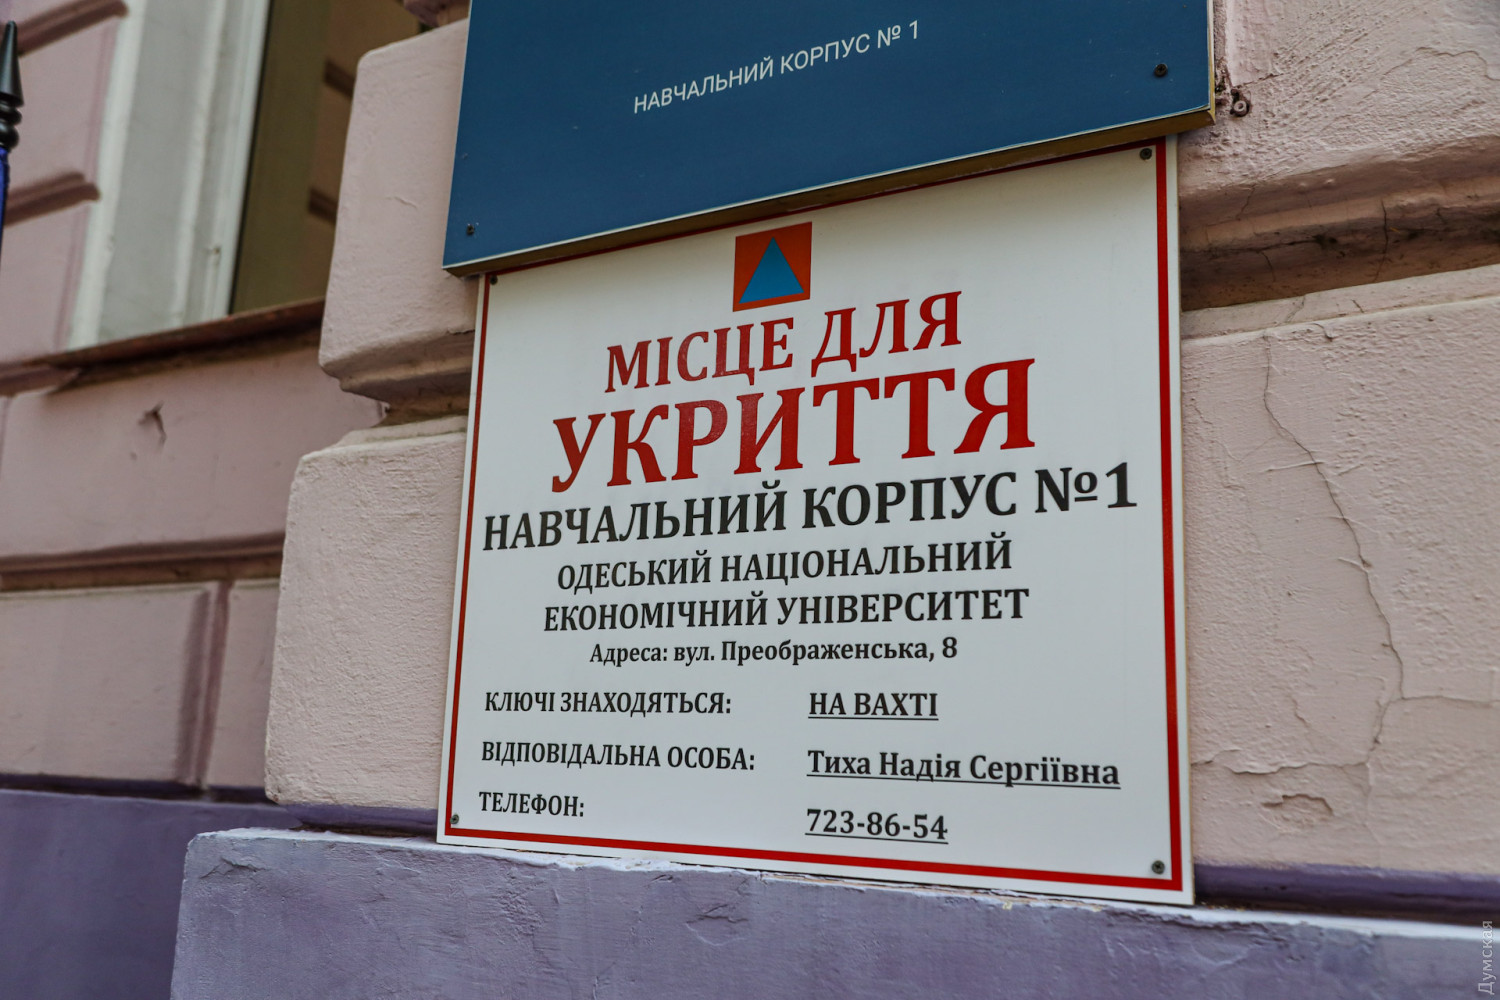 НАВЧАЛЬНИЙ КОРПУС № 1
МІСЦЕ ДЛЯ
УКРИТТЯ
НАВЧАЛЬНИЙ КОРПУС №1
ОДЕСЬКИЙ НАЦІОНАЛЬНИЙ
ЕКОНОМІЧНИЙ УНІВЕРСИТЕТ
Адреса: вул. Преображенська, 8
КЛЮЧІ ЗНАХОДЯТЬСЯ: НА ВАХТІ
ВІДПОВІДАЛЬНА ОСОБА: Тиха Надія Сергіївна
ТЕЛЕФОН: 723-86-54
Думская